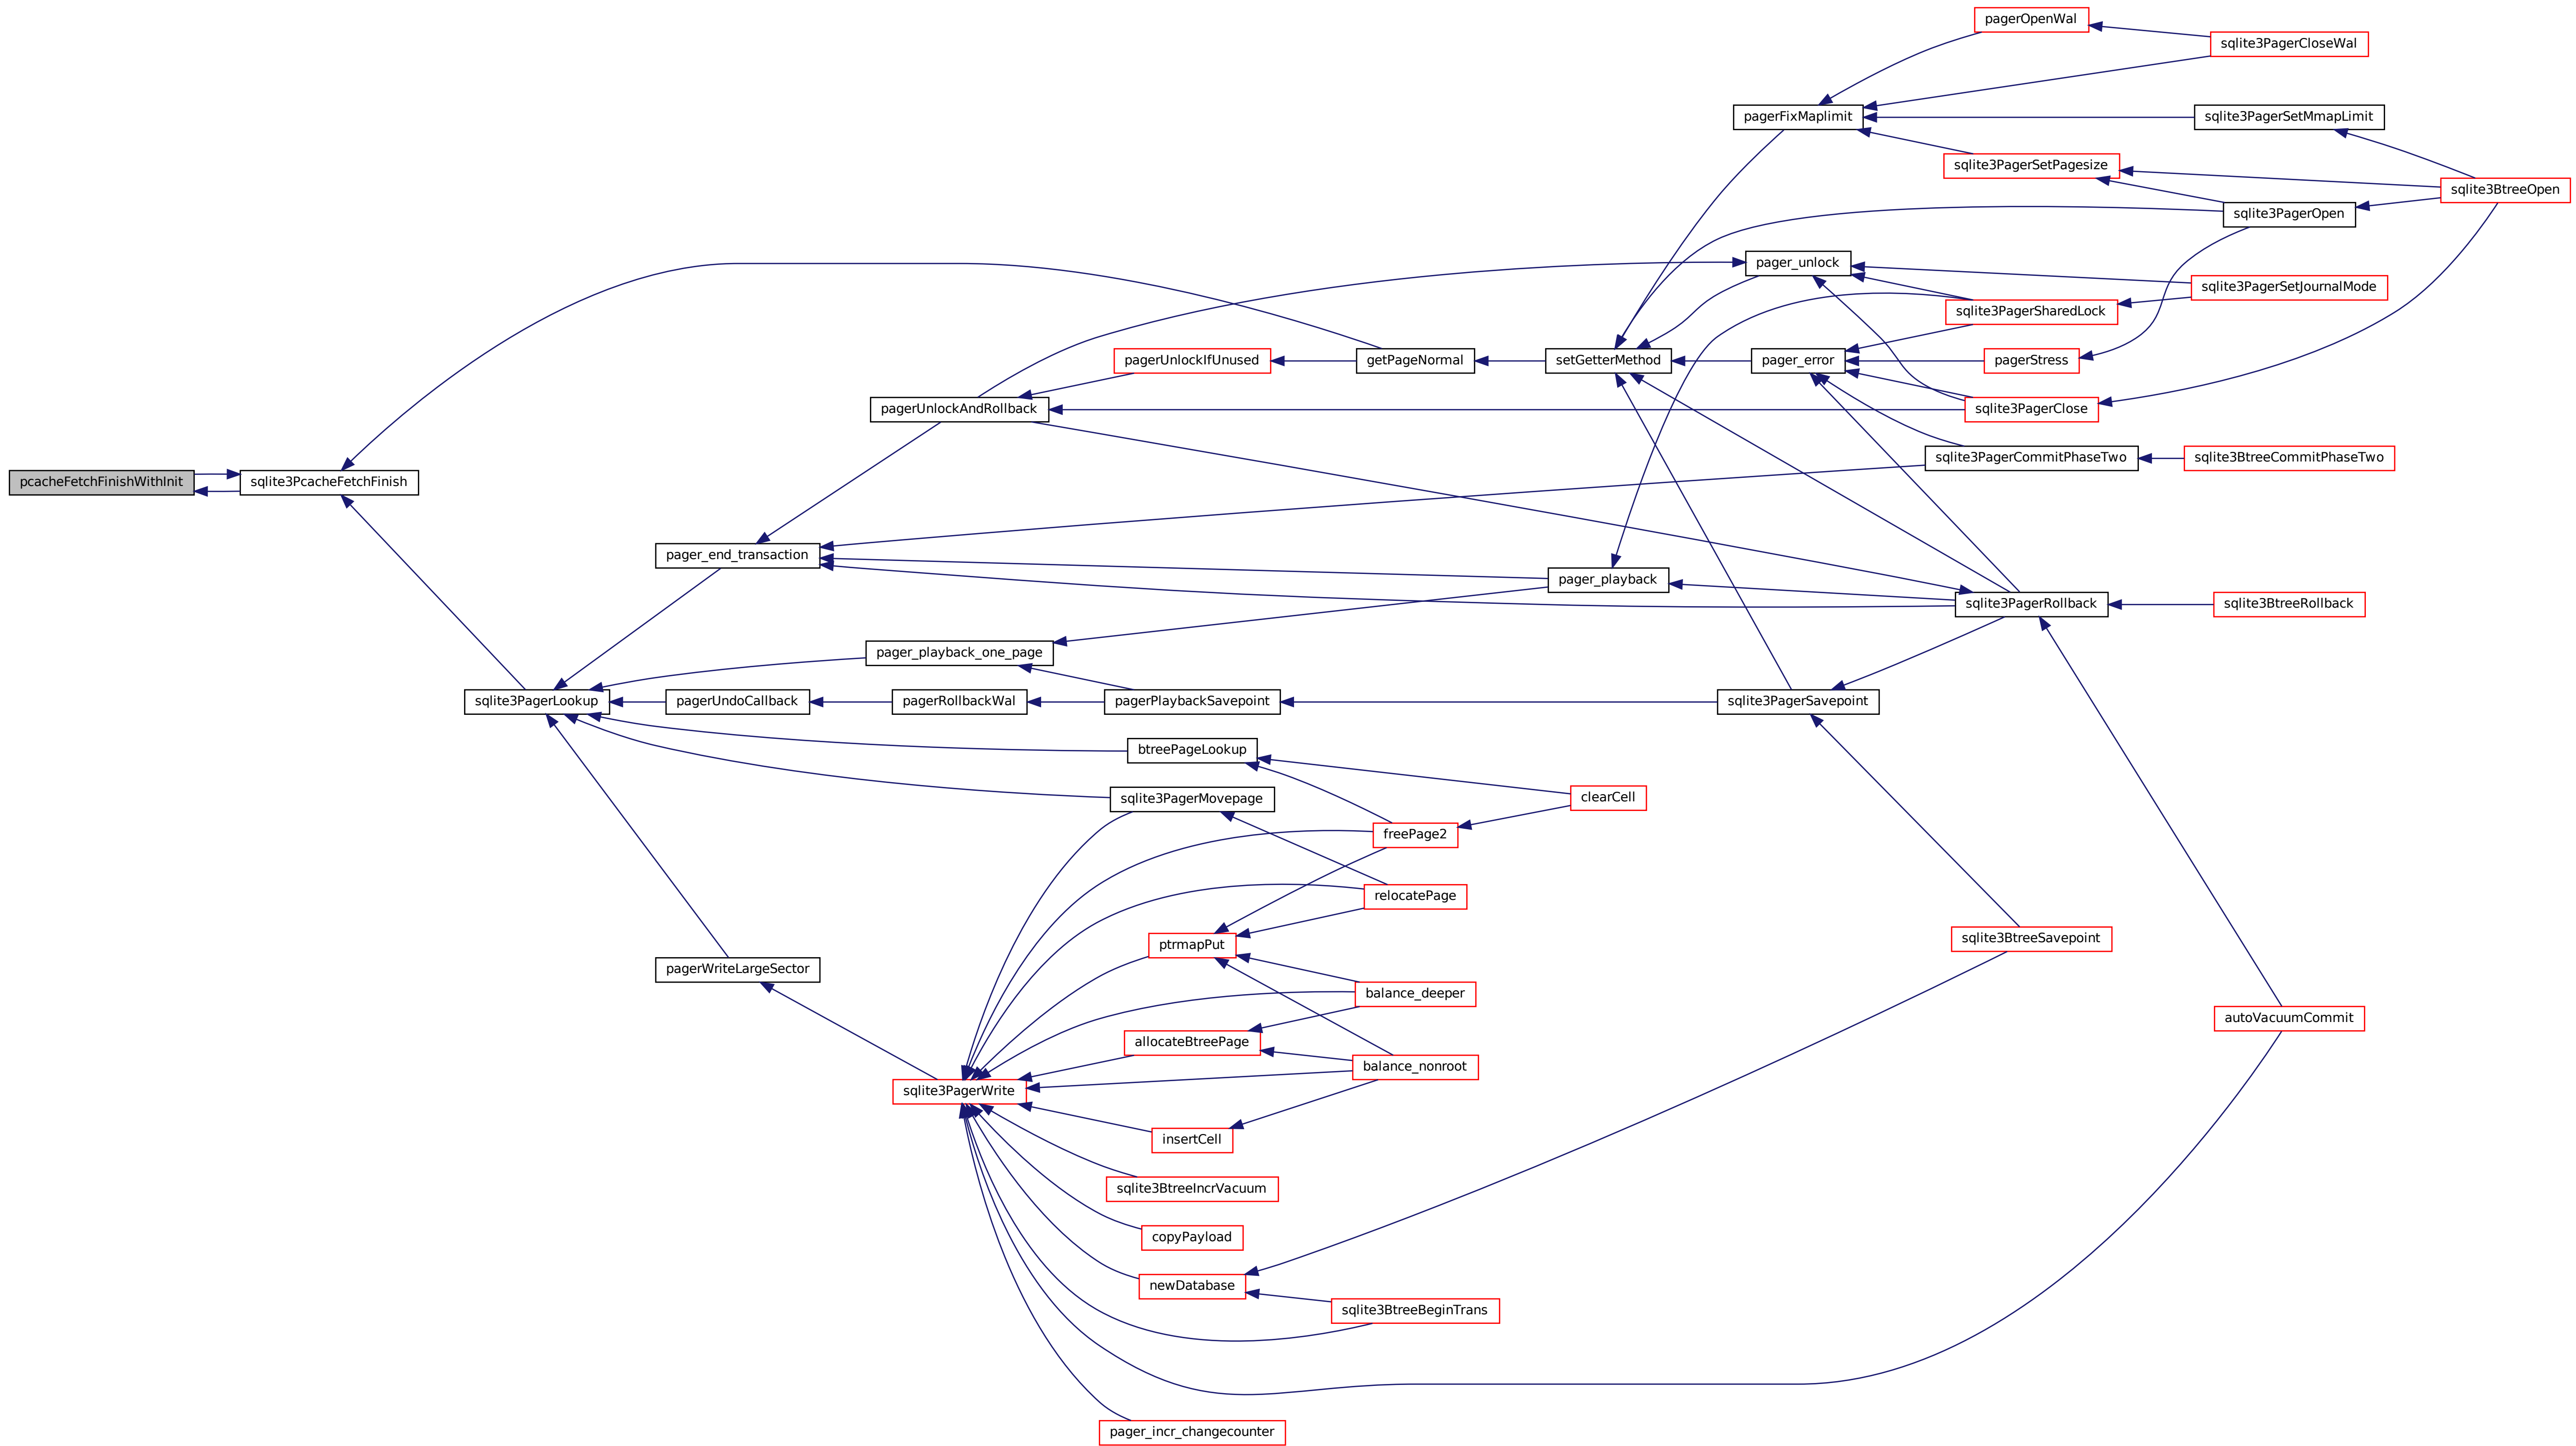 pagerOpenWal
sqlite3PagerCloseWal
pagerFixMaplimit
sqlite3PagerSetMmapLimit
sqlite3PagerSetPagesize
sqlite3BtreeOpen
sqlite3PagerOpen
pager_unlock
sqlite3PagerSetJournalMode
sqlite3PagerSharedLock
pagerUnlockIfUnused
getPageNormal
setGetterMethod
pager_error
pagerStress
pagerUnlockAndRollback
sqlite3PagerClose
sqlite3PagerCommitPhaseTwo
sqlite3BtreeCommitPhaseTwo
pcacheFetchFinishWithInit
sqlite3PcacheFetchFinish
pager_end_transaction
pager_playback
sqlite3PagerRollback
sqlite3BtreeRollback
pager_playback_one_page
sqlite3PagerLookup
pagerUndoCallback
pagerRollbackWal
pagerPlaybackSavepoint
sqlite3PagerSavepoint
btreePageLookup
sqlite3PagerMovepage
clearCell
freePage2
relocatePage
ptrmapPut
sqlite3BtreeSavepoint
pagerWriteLargeSector
balance_deeper
autoVacuumCommit
allocateBtreePage
balance_nonroot
sqlite3PagerWrite
insertCell
sqlite3BtreeIncrVacuum
copyPayload
newDatabase
sqlite3BtreeBeginTrans
pager_incr_changecounter